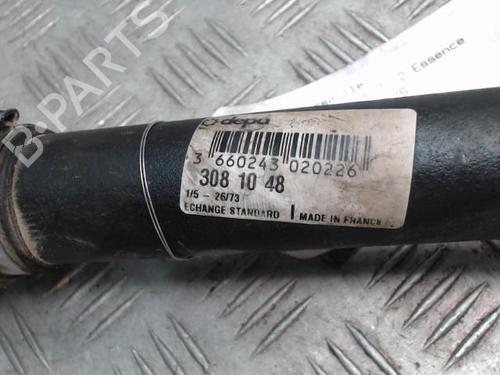 Essence
depa
3 660243 020226
308 10 48
1/5 - 26/73
ECHANGE STANDARD | MADE IN FRANCE
B-PARTS